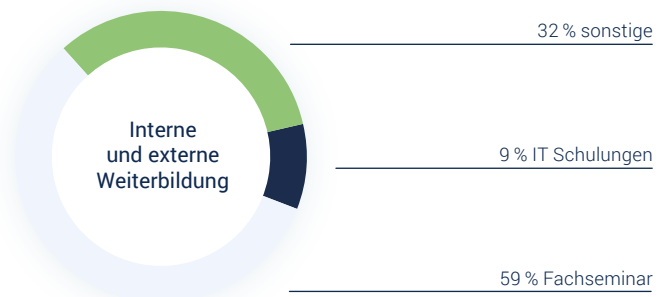 32 % sonstige
Interne
und externe
Weiterbildung
9 % IT Schulungen
59 % Fachseminar